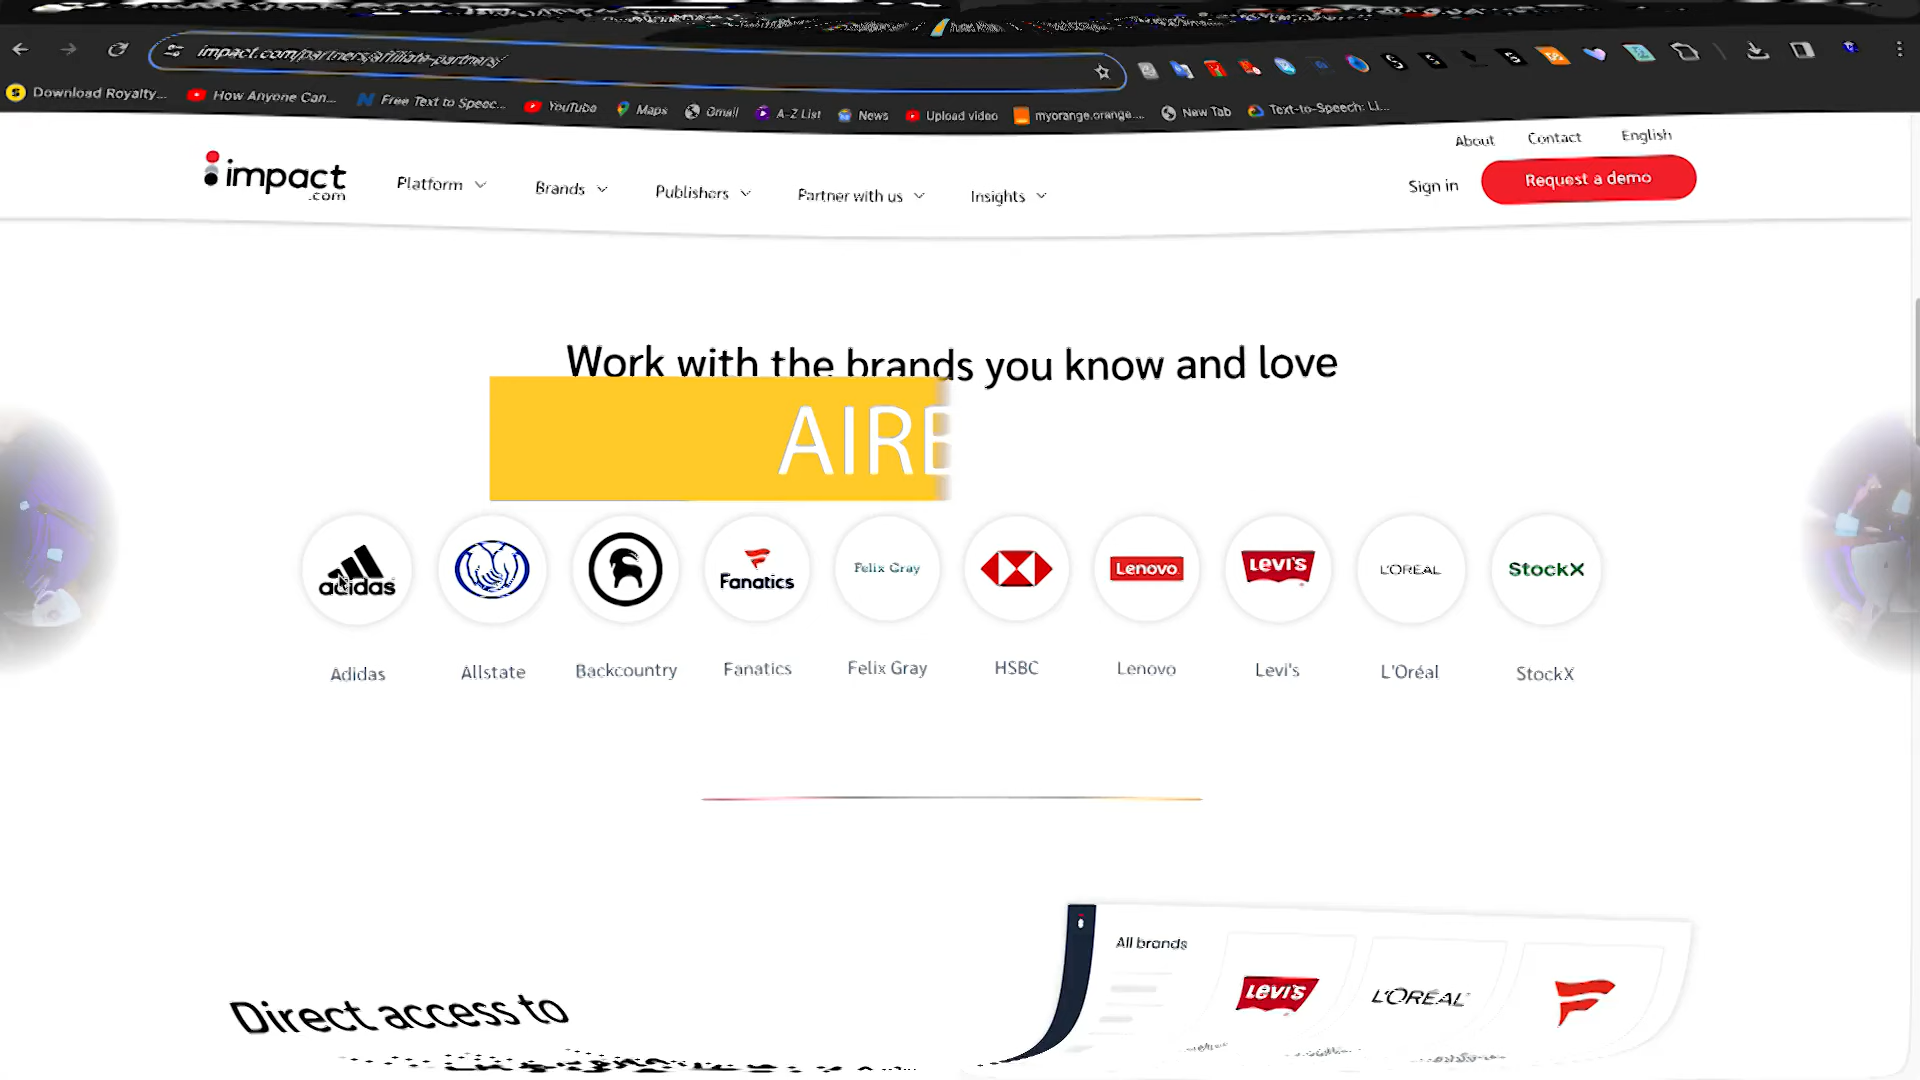 impact.com/partners/affiliate-partners/
Download Royalty... How Anyone Can... Free Text to Speec... YouTube Maps Gmail A-Z List News Upload video myorange.orange.... New Tab Text-to-Speech: Li...
About Contact English
impact
.com
Platform Brands Publishers Partner with us Insights Sign in Request a demo
Work with the brands you know and love
AIRB
adidas Fanatics Felix Gray Lenovo Levi's L'ORÉAL StockX
Adidas Allstate Backcountry Fanatics Felix Gray HSBC Lenovo Levi's L'Oréal StockX
All brands
Levi's L'ORÉAL
Direct access to